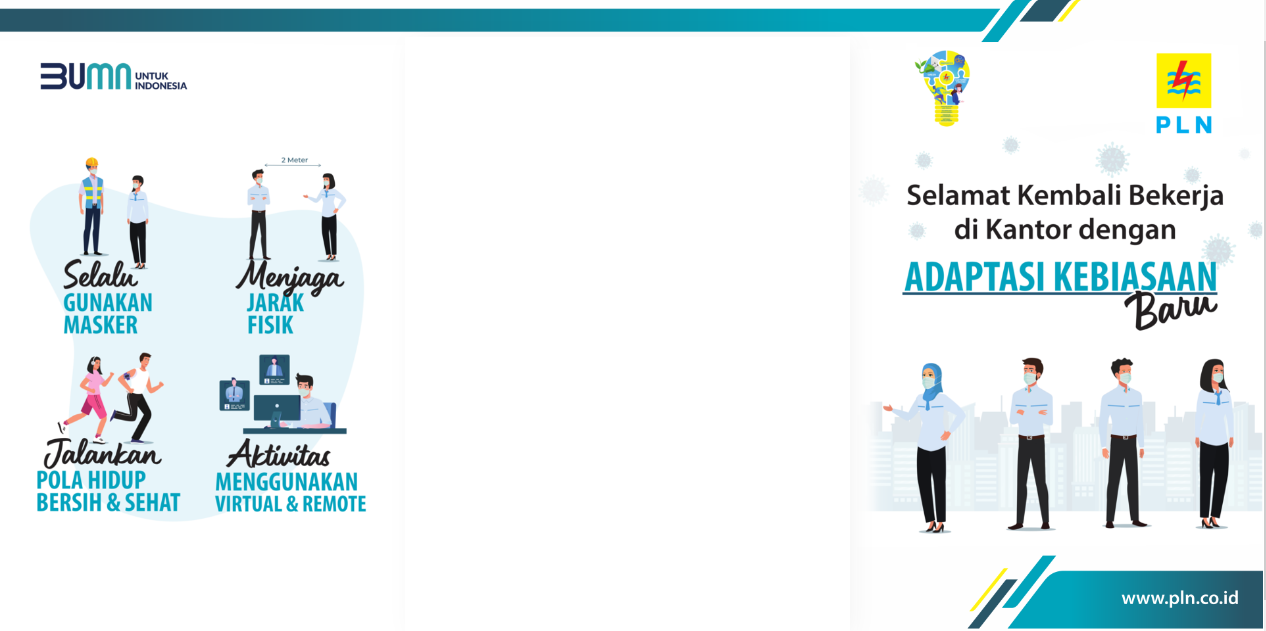 BUMN UNTUK
INDONESIA
2 Meter
Selalu
GUNAKAN
MASKER
Menjaga
JARAK
FISIK
Jalankan
POLA HIDUP
BERSIH & SEHAT
Aktivitas
MENGGUNAKAN
VIRTUAL & REMOTE
PLN
Selamat Kembali Bekerja
di Kantor dengan
ADAPTASI KEBIASAAN
Baru
www.pln.co.id